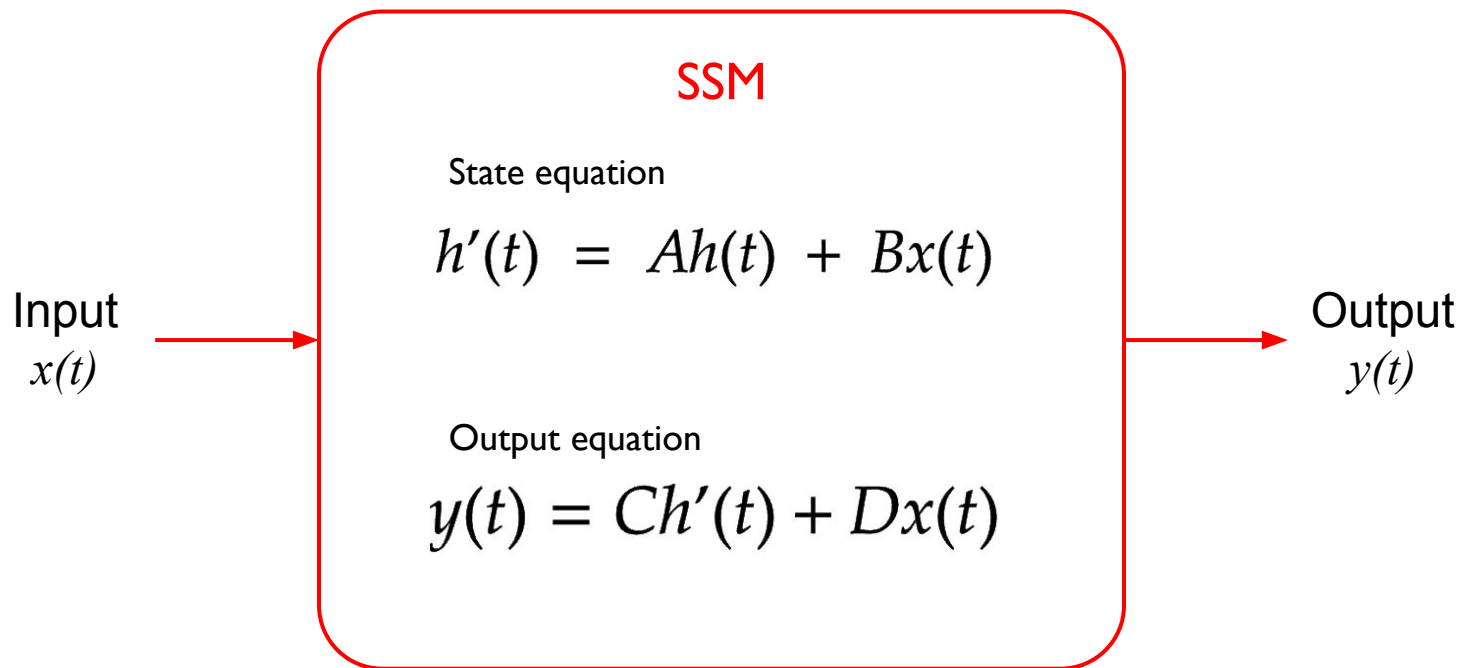 SSM
State equation
h′(t) = Ah(t) + Bx(t)
Input
x(t)
Output
y(t)
Output equation
y(t) = Ch′(t) + Dx(t)